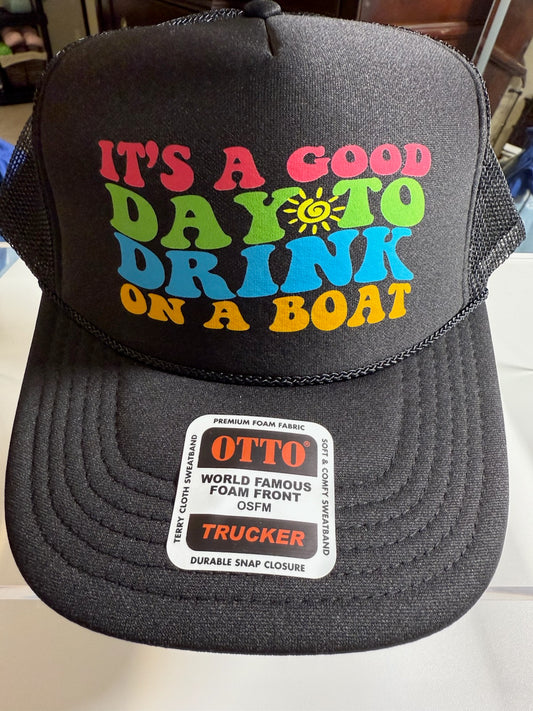 IT'S A GOOD
DAY TO
DRINK
ON A BOAT
PREMIUM FOAM FABRIC
TERRY CLOTH SWEATBAND
SOFT & COMFY SWEATBAND
OTTO®
WORLD FAMOUS
FOAM FRONT
OSFM
TRUCKER
DURABLE SNAP CLOSURE